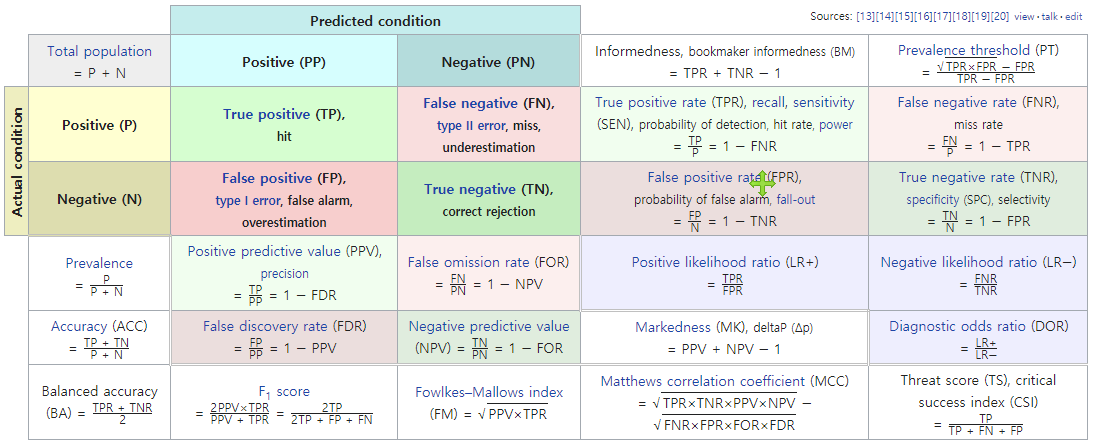 Predicted condition
Sources: [13][14][15][16][17][18][19][20] view · talk · edit
Total population
= P + N
Positive (PP)
Negative (PN)
Informedness, bookmaker informedness (BM)
= TPR + TNR − 1
Prevalence threshold (PT)
= √TPR×FPR − FPR
TPR − FPR
Actual condition
Positive (P)
True positive (TP),
hit
False negative (FN),
type II error, miss,
underestimation
True positive rate (TPR), recall, sensitivity
(SEN), probability of detection, hit rate, power
= TP/P = 1 − FNR
False negative rate (FNR),
miss rate
= FN/P = 1 − TPR
Negative (N)
False positive (FP),
type I error, false alarm,
overestimation
True negative (TN),
correct rejection
False positive rate (FPR),
probability of false alarm, fall-out
= FP/N = 1 − TNR
True negative rate (TNR),
specificity (SPC), selectivity
= TN/N = 1 − FPR
Prevalence
= P/P + N
Positive predictive value (PPV),
precision
= TP/PP = 1 − FDR
False omission rate (FOR)
= FN/PN = 1 − NPV
Positive likelihood ratio (LR+)
= TPR/FPR
Negative likelihood ratio (LR−)
= FNR/TNR
Accuracy (ACC)
= TP + TN/P + N
False discovery rate (FDR)
= FP/PP = 1 − PPV
Negative predictive value
(NPV) = TN/PN = 1 − FOR
Markedness (MK), deltaP (Δp)
= PPV + NPV − 1
Diagnostic odds ratio (DOR)
= LR+/LR−
Balanced accuracy
(BA) = TPR + TNR/2
F1 score
= 2PPV×TPR/PPV + TPR = 2TP/2TP + FP + FN
Fowlkes–Mallows index
(FM) = √PPV×TPR
Matthews correlation coefficient (MCC)
= √TPR×TNR×PPV×NPV −
√FNR×FPR×FOR×FDR
Threat score (TS), critical
success index (CSI)
= TP/TP + FN + FP